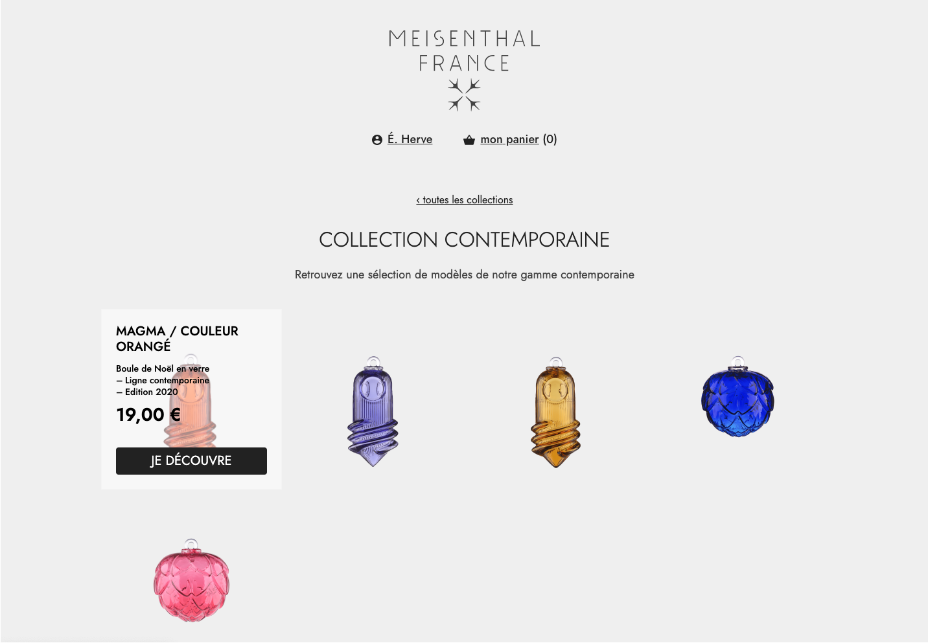 MEISENTHAL
FRANCE
É. Herve
mon panier (0)
‹ toutes les collections
COLLECTION CONTEMPORAINE
Retrouvez une sélection de modèles de notre gamme contemporaine
MAGMA / COULEUR
ORANGÉ
Boule de Noël en verre
– Ligne contemporaine
– Edition 2020
19,00 €
JE DÉCOUVRE